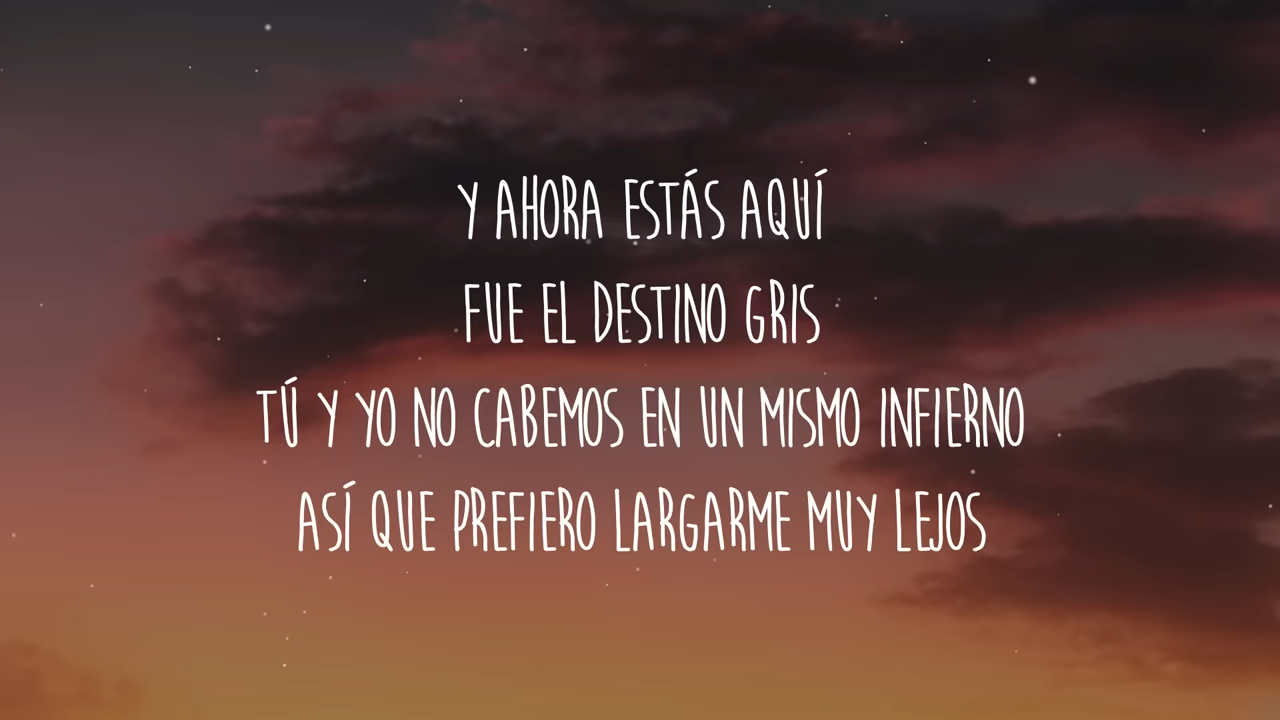 Y AHORA ESTÁS AQUÍ
FUE EL DESTINO GRIS
TÚ Y YO NO CABEMOS EN UN MISMO INFIERNO
ASÍ QUE PREFIERO LARGARME MUY LEJOS